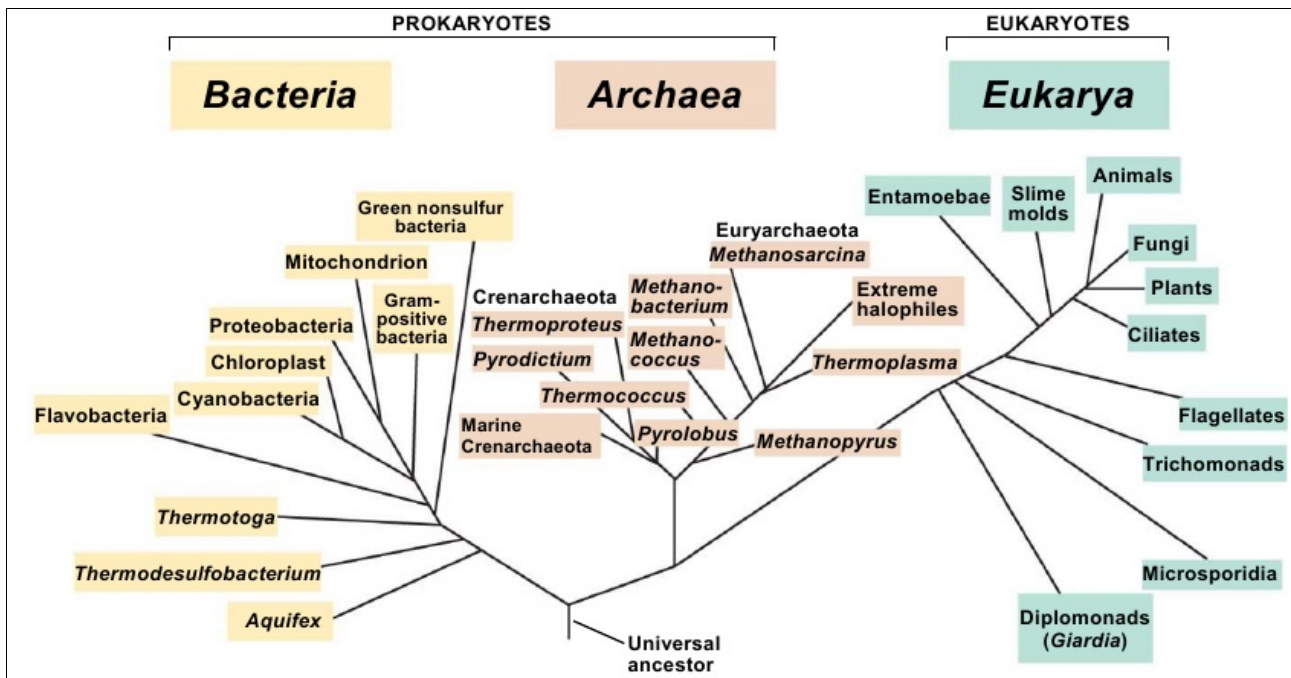 PROKARYOTES
EUKARYOTES
Bacteria
Archaea
Eukarya
Green nonsulfur
bacteria
Mitochondrion
Gram-
positive
bacteria
Proteobacteria
Chloroplast
Cyanobacteria
Flavobacteria
Thermotoga
Thermodesulfobacterium
Aquifex
Crenarchaeota
Thermoproteus
Pyrodictium
Thermococcus
Marine
Crenarchaeota
Pyrolobus
Methano-
bacterium
Methano-
coccus
Euryarchaeota
Methanosarcina
Extreme
halophiles
Thermoplasma
Methanopyrus
Entamoebae
Slime
molds
Animals
Fungi
Plants
Ciliates
Flagellates
Trichomonads
Microsporidia
Diplomonads
(Giardia)
Universal
ancestor